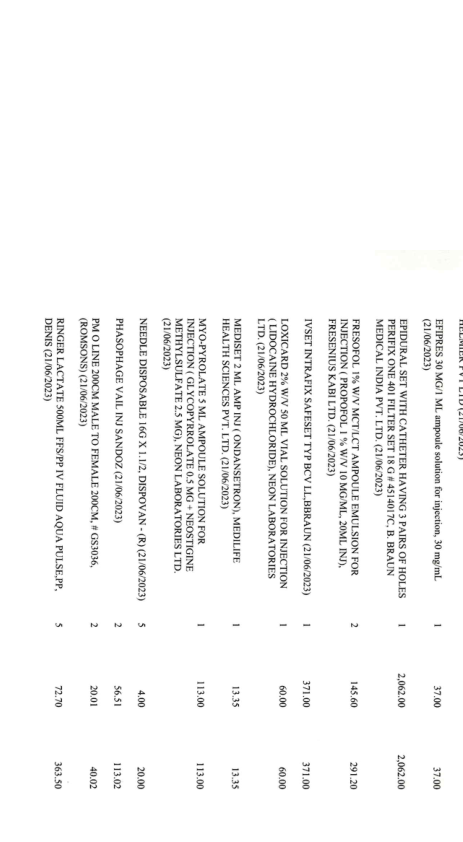 EFIPRES 30 MG/1 ML ampoule solution for injection, 30 mg/mL 1 37.00 37.00
(21/06/2023)
EPIDURAL SET WITH CATHETER HAVING 3 PAIRS OF HOLES 1 2,062.00 2,062.00
PERIFIX ONE 401 FILTER SET 18 G # 4514017C, B. BRAUN
MEDICAL INDIA PVT. LTD. (21/06/2023)
FRESOFOL 1% W/V MCT/LCT AMPOULE EMULSION FOR 2 145.60 291.20
INJECTION ( PROPOFOL 1 % W/V 10 MG/ML, 20ML INJ),
FRESENIUS KABI LTD. (21/06/2023)
IVSET INTRAFIX SAFESET TYP BCV LL,BBRAUN (21/06/2023) 1 371.00 371.00
LOXICARD 2% W/V 50 ML VIAL SOLUTION FOR INJECTION 1 60.00 60.00
( LIDOCAINE HYDROCHLORIDE), NEON LABORATORIES
LTD. (21/06/2023)
MEDISET 2 ML AMP INJ ( ONDANSETRON), MEDILIFE 1 13.35 13.35
HEALTH SCIENCES PVT. LTD. (21/06/2023)
MYO-PYROLATE 5 ML AMPOULE SOLUTION FOR 1 113.00 113.00
INJECTION ( GLYCOPYRROLATE 0.5 MG + NEOSTIGINE
METHYLSULFATE 2.5 MG), NEON LABORATORIES LTD.
(21/06/2023)
NEEDLE DISPOSABLE 16G X 1.1/2, DISPOVAN - (R) (21/06/2023) 5 4.00 20.00
PHASOPHAGE VAIL INJ SANDOZ (21/06/2023) 2 56.51 113.02
PM O LINE 200CM MALE TO FEMALE 200CM, # GS3036, 2 20.01 40.02
(ROMSONS) (21/06/2023)
RINGER LACTATE 500ML FFS/PP IV FLUID AQUA PULSE,PP, 5 72.70 363.50
DENIS (21/06/2023)